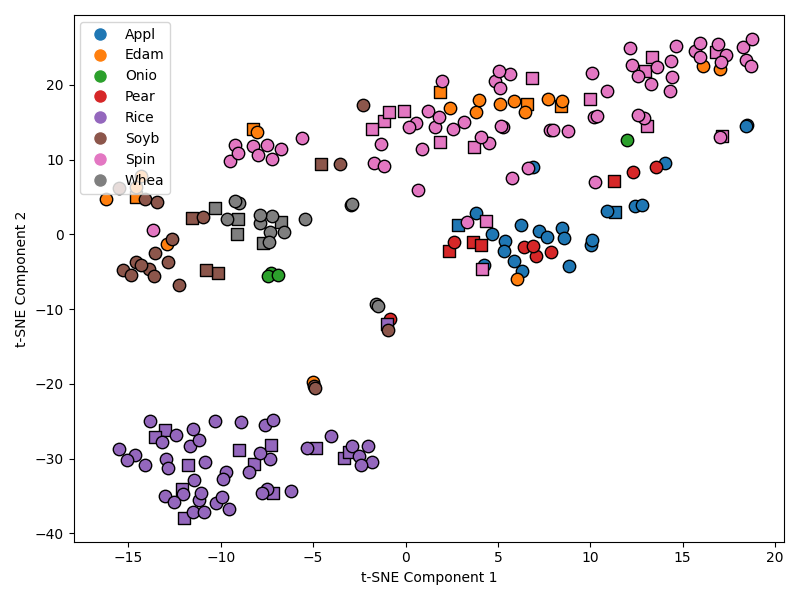 Appl
Edam
Onio
Pear
Rice
Soyb
Spin
Whea
20
10
0
−10
−20
−30
−40
t-SNE Component 2
−15
−10
−5
0
5
10
15
20
t-SNE Component 1